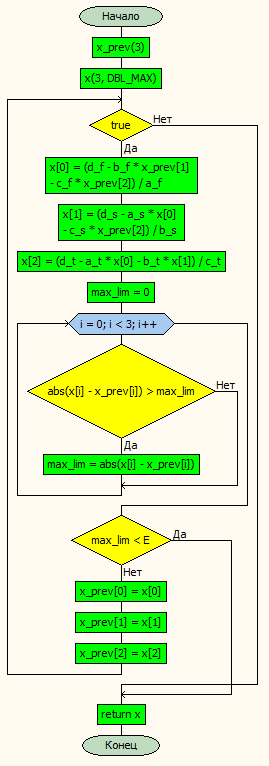 Начало
x_prev(3)
x(3, DBL_MAX)
true
Нет
Да
x[0] = (d_f - b_f * x_prev[1]
- c_f * x_prev[2]) / a_f
x[1] = (d_s - a_s * x[0]
- c_s * x_prev[2]) / b_s
x[2] = (d_t - a_t * x[0] - b_t * x[1]) / c_t
max_lim = 0
i = 0; i < 3; i++
abs(x[i] - x_prev[i]) > max_lim
Нет
Да
max_lim = abs(x[i] - x_prev[i])
max_lim < E
Да
Нет
x_prev[0] = x[0]
x_prev[1] = x[1]
x_prev[2] = x[2]
return x
Конец